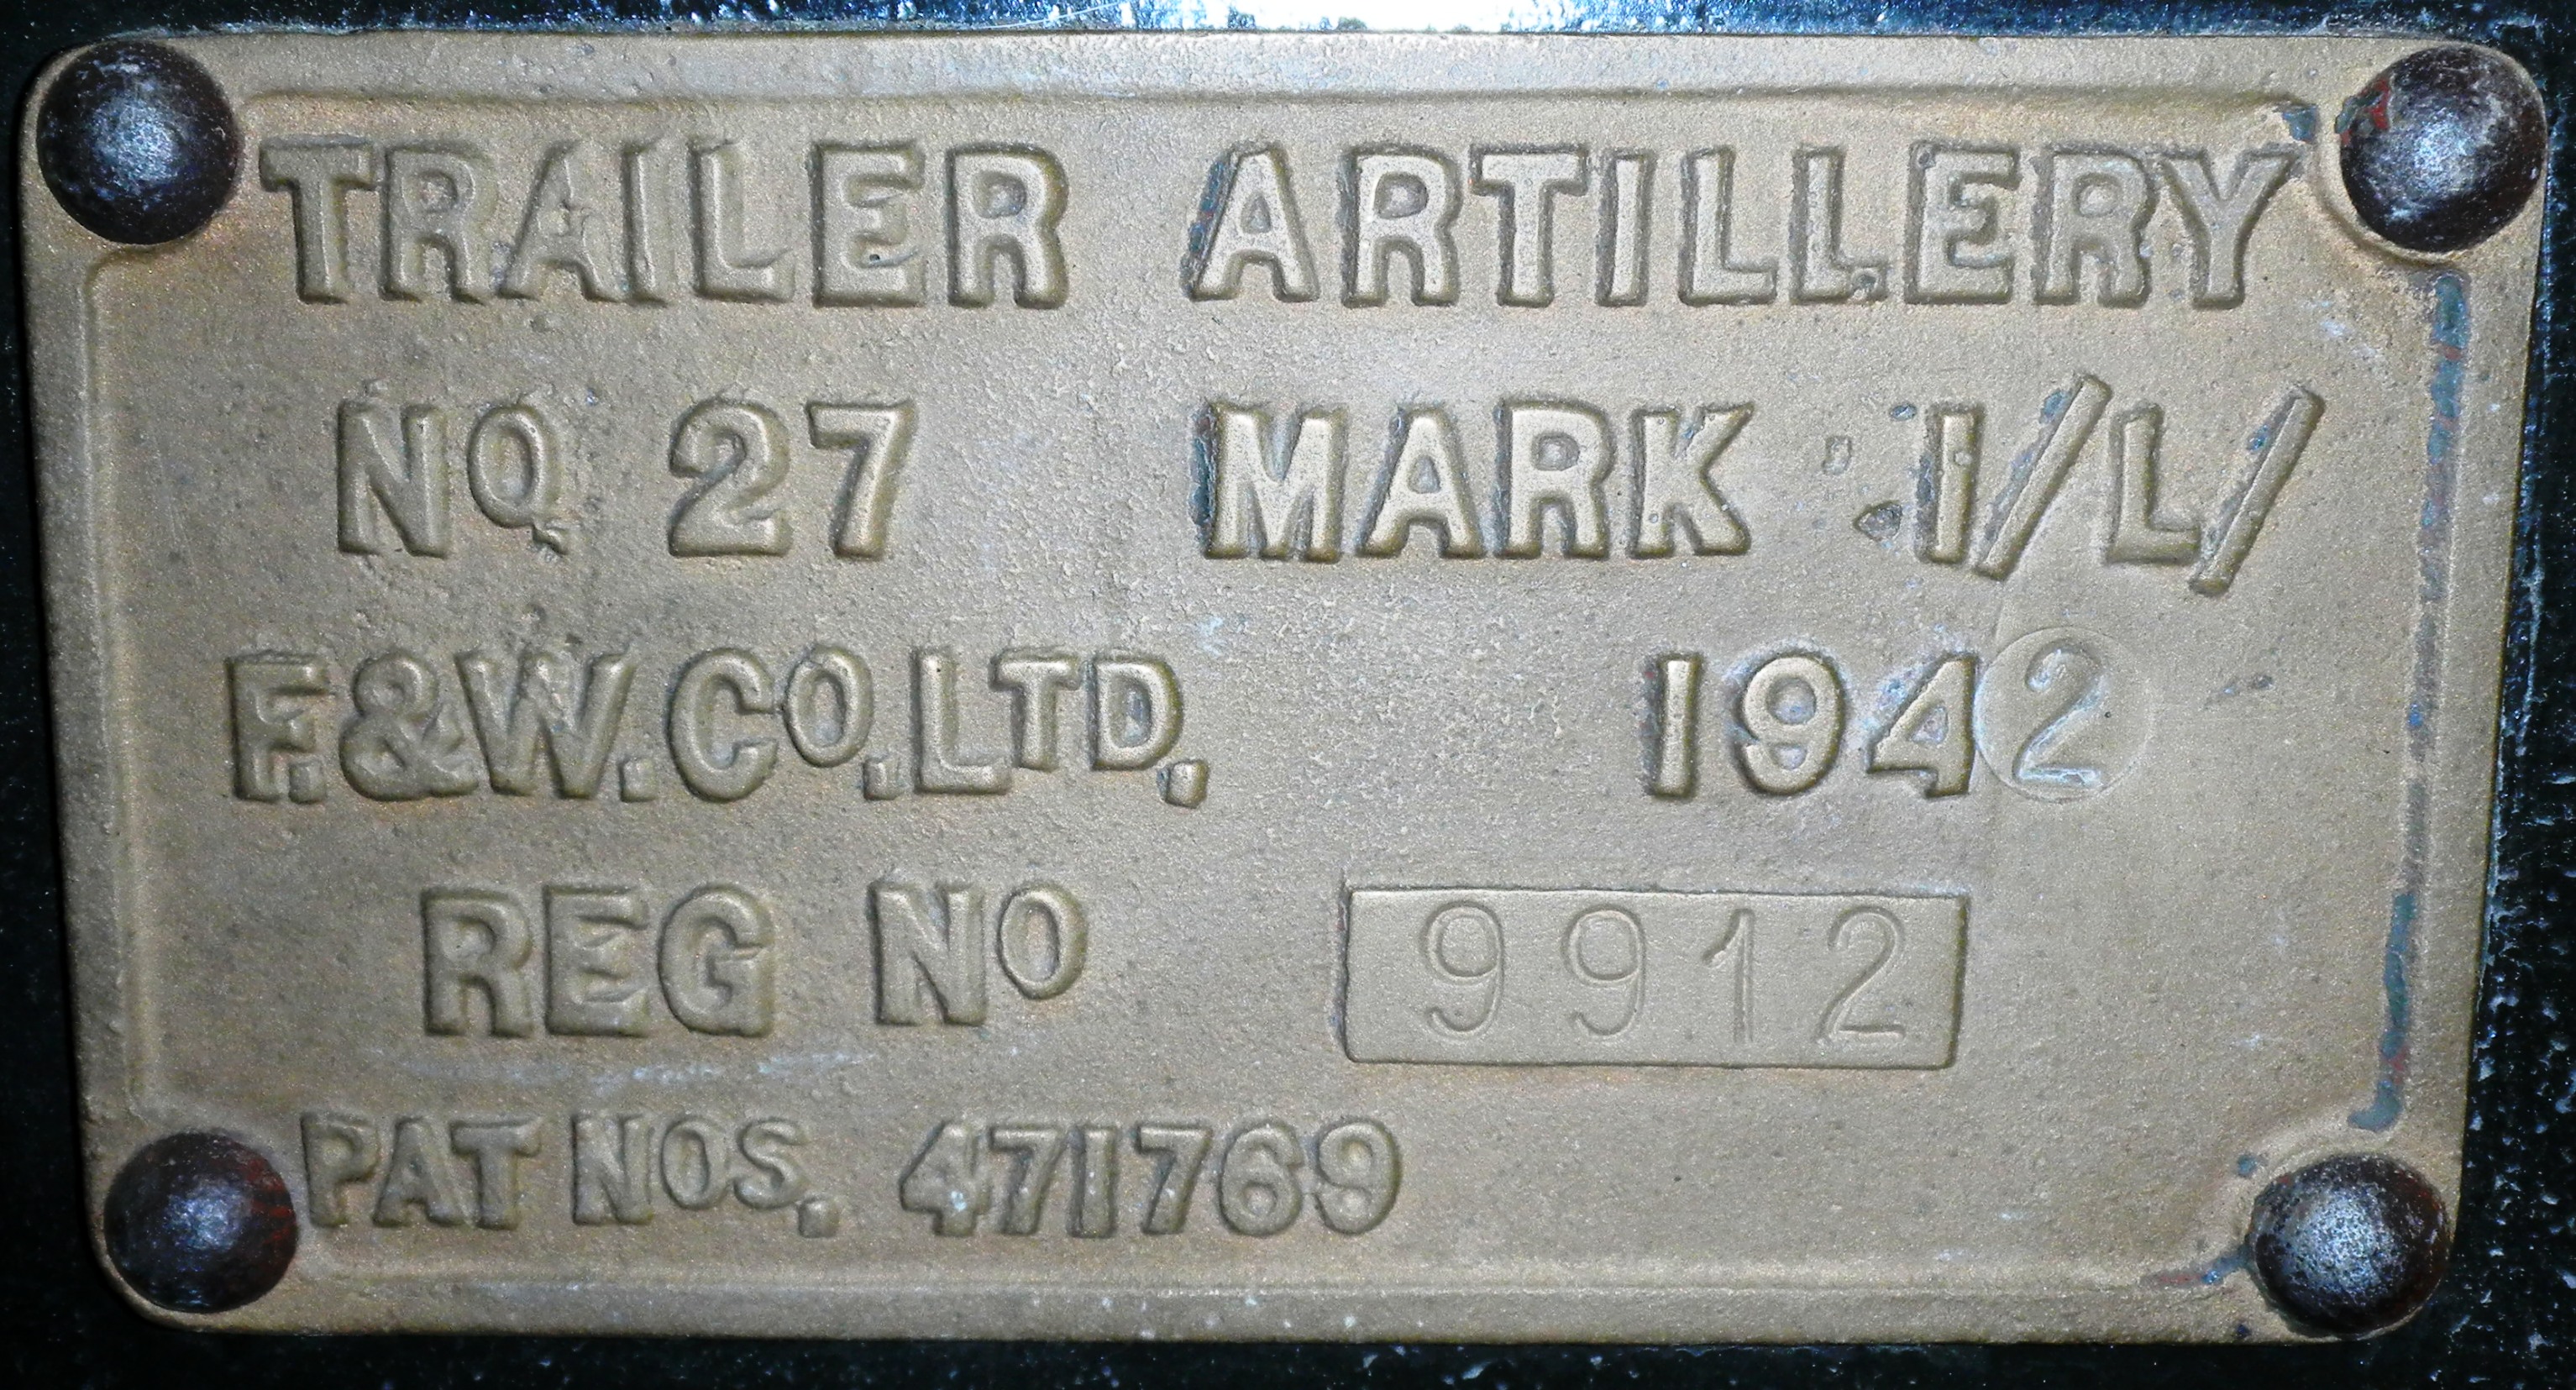 TRAILER ARTILLERY
NO. 27 MARK I/L/
F.&W.CO.LTD. 1942
REG NO 9912
PAT NOS. 471769